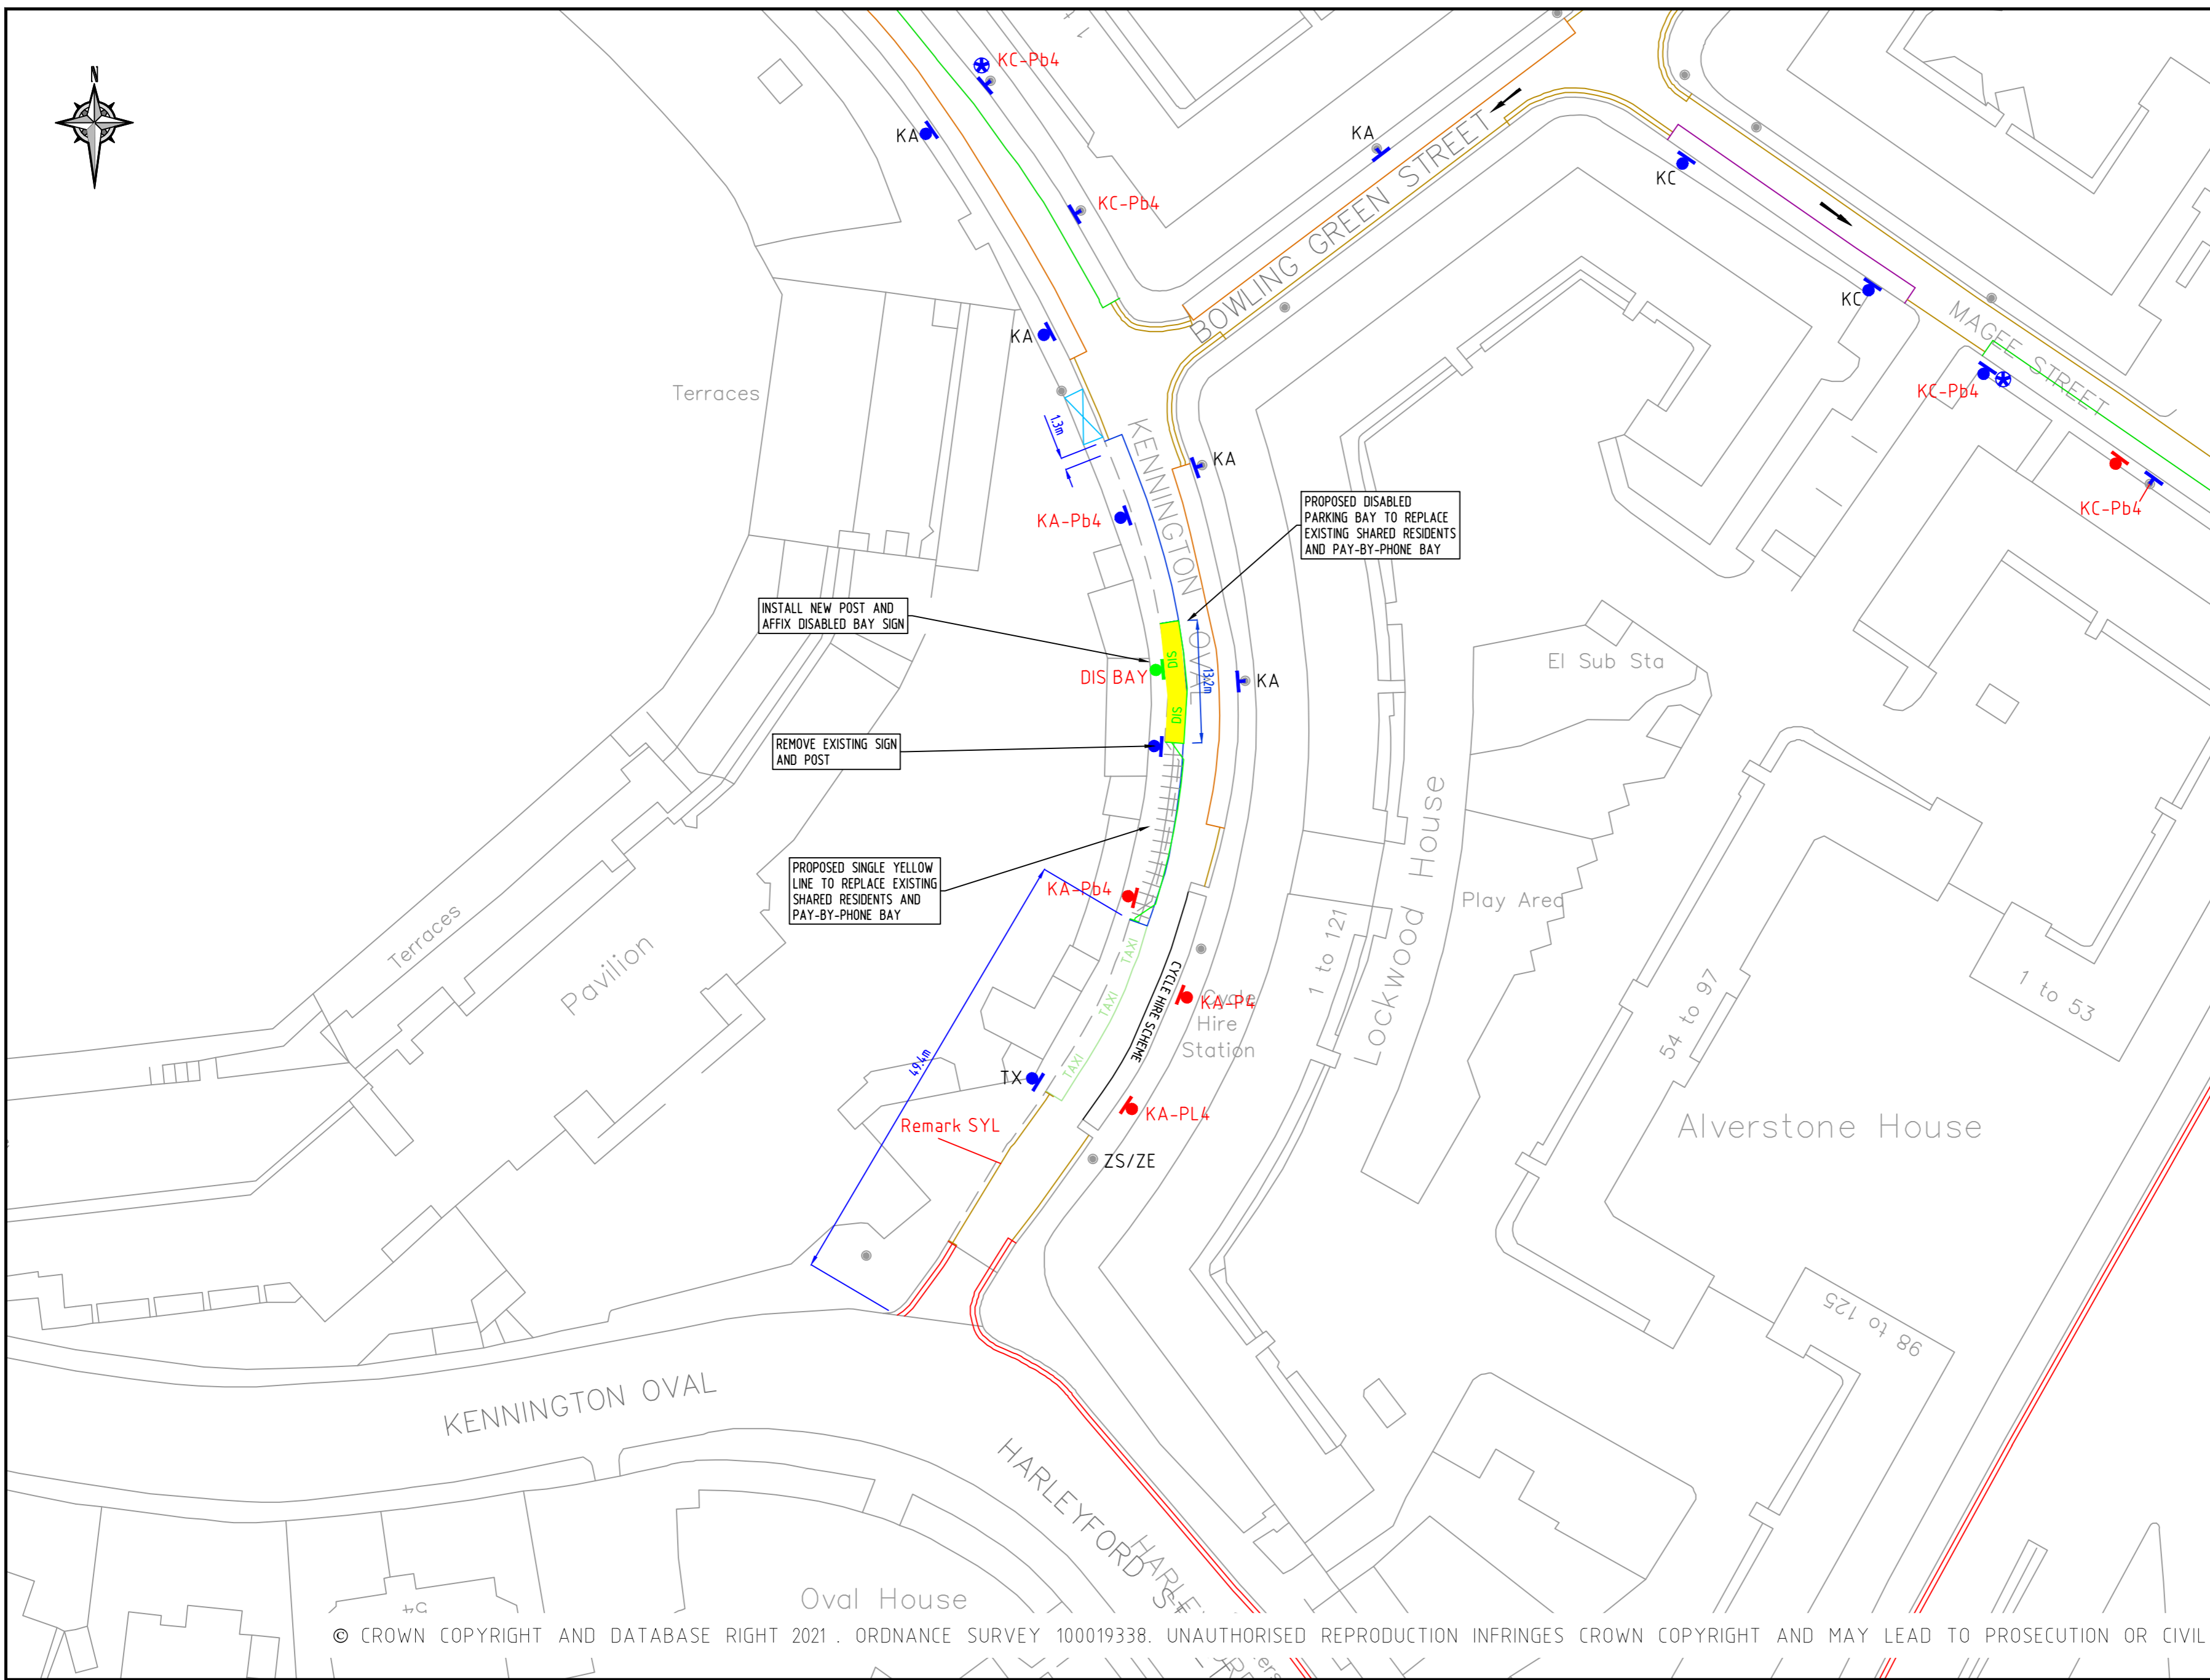 N
KC-Pb4
KA
KA
KC-Pb4
KC
KC
BOWLING GREEN STREET
MAGEE STREET
KC-Pb4
KC-Pb4
KA
Terraces
1.3m
KENNINGTON
OVAL
KA
KA-Pb4
PROPOSED DISABLED
PARKING BAY TO REPLACE
EXISTING SHARED RESIDENTS
AND PAY-BY-PHONE BAY
INSTALL NEW POST AND
AFFIX DISABLED BAY SIGN
DIS BAY
DIS
DIS
13.2m
KA
El Sub Sta
REMOVE EXISTING SIGN
AND POST
PROPOSED SINGLE YELLOW
LINE TO REPLACE EXISTING
SHARED RESIDENTS AND
PAY-BY-PHONE BAY
KA-Pb4
Play Area
Lockwood House
1 to 121
Terraces
Pavilion
TAXI
TAXI
TAXI
CYCLE HIRE SCHEME
KA-P4
Cycle
Hire
Station
54 to 97
1 to 53
49.4m
TX
KA-PL4
Remark SYL
ZS/ZE
Alverstone House
98 to 125
KENNINGTON OVAL
HARLEYFORD
Oval House
54
© CROWN COPYRIGHT AND DATABASE RIGHT 2021 . ORDNANCE SURVEY 100019338. UNAUTHORISED REPRODUCTION INFRINGES CROWN COPYRIGHT AND MAY LEAD TO PROSECUTION OR CIVIL